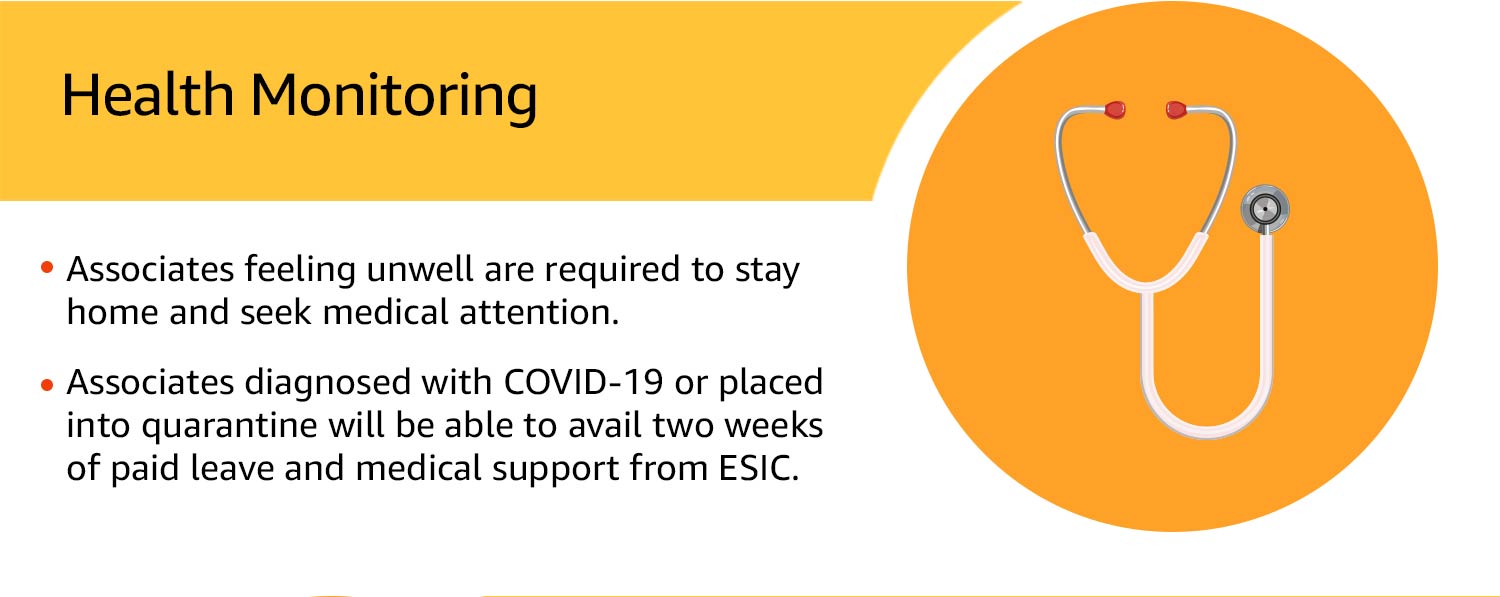 Health Monitoring
• Associates feeling unwell are required to stay
home and seek medical attention.
• Associates diagnosed with COVID-19 or placed
into quarantine will be able to avail two weeks
of paid leave and medical support from ESIC.